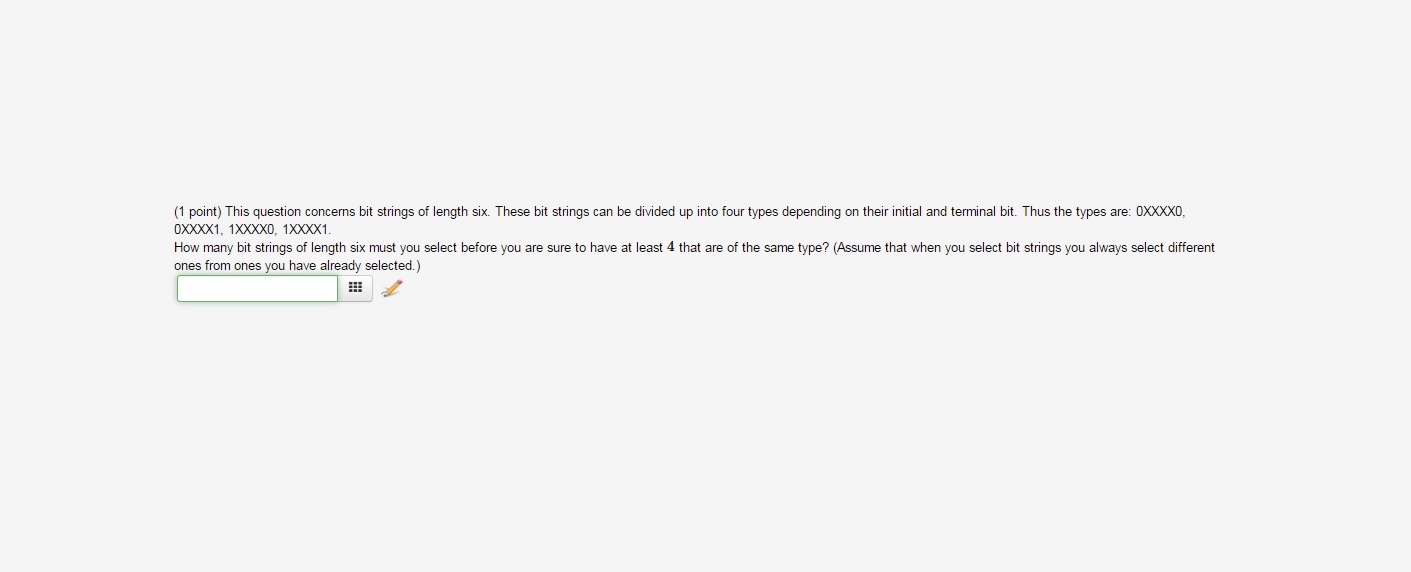 (1 point) This question concerns bit strings of length six. These bit strings can be divided up into four types depending on their initial and terminal bit. Thus the types are: 0XXXX0,
0XXXX1, 1XXXX0, 1XXXX1.
How many bit strings of length six must you select before you are sure to have at least 4 that are of the same type? (Assume that when you select bit strings you always select different
ones from ones you have already selected.)